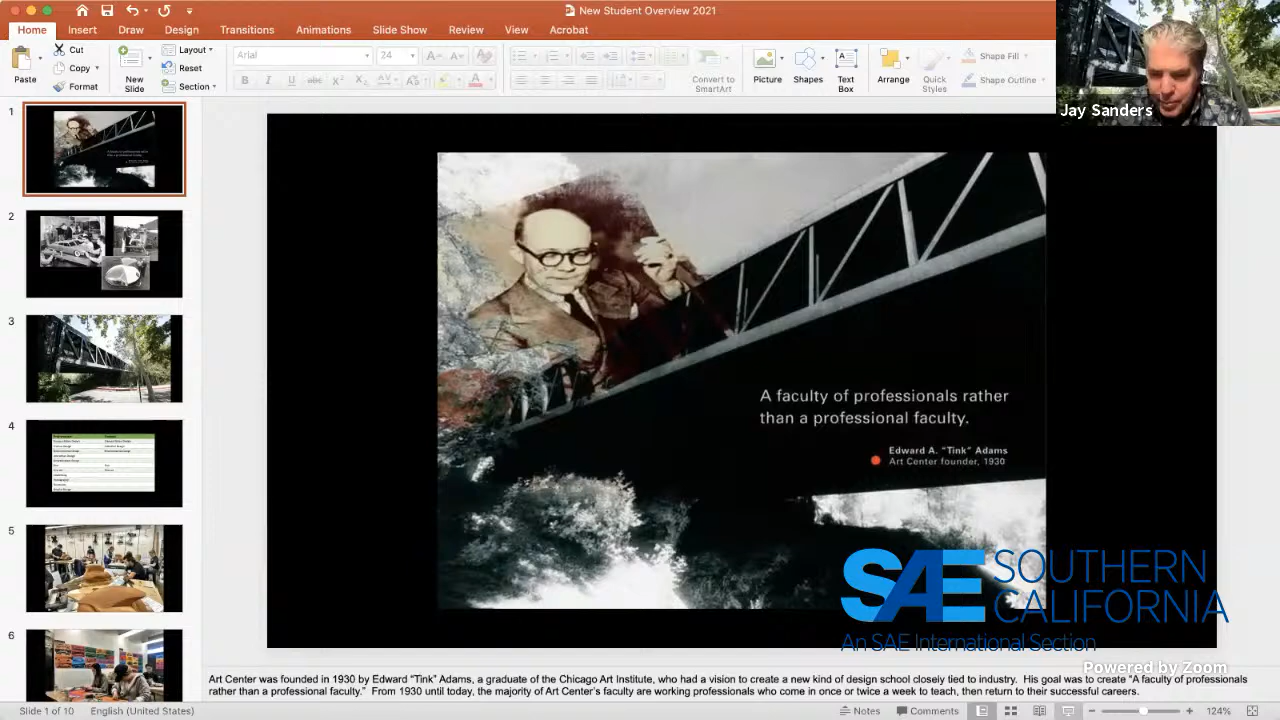 New Student Overview 2021
Home Insert Draw Design Transitions Animations Slide Show Review View Acrobat
Cut
Copy
Format
Paste
New
Slide
Layout
Reset
Section
Arial
24
Convert to
SmartArt
Picture
Shapes
Text
Box
Arrange
Quick
Styles
Shape Fill
Shape Outline
Jay Sanders
1
2
3
4
5
6
A faculty of professionals rather
than a professional faculty.
Edward A. "Tink" Adams
Art Center founder, 1930
SAE SOUTHERN
CALIFORNIA
An SAE International Section
Powered by Zoom
Art Center was founded in 1930 by Edward “Tink” Adams, a graduate of the Chicago Art Institute, who had a vision to create a new kind of design school closely tied to industry. His goal was to create “A faculty of professionals
rather than a professional faculty.” From 1930 until today, the majority of Art Center’s faculty are working professionals who come in once or twice a week to teach, then return to their successful careers.
Slide 1 of 10 English (United States) Notes Comments 124%